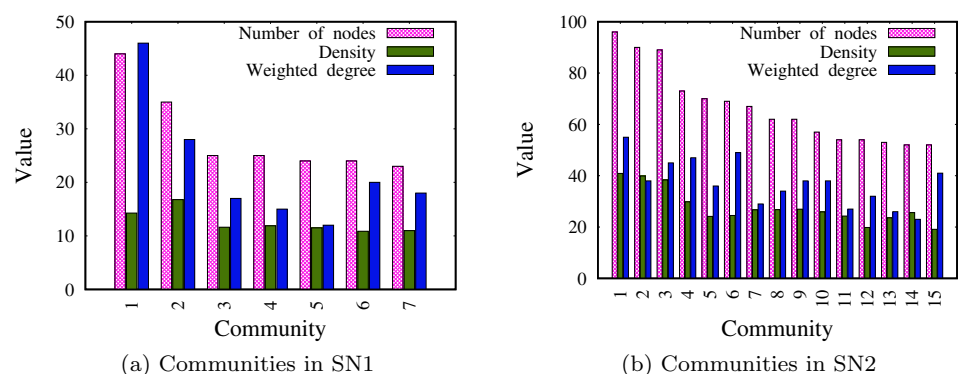 50
40
30
20
10
0
Value
Number of nodes
Density
Weighted degree
1 2 3 4 5 6 7
Community
(a) Communities in SN1
100
80
60
40
20
0
Value
Number of nodes
Density
Weighted degree
1 2 3 4 5 6 7 8 9 10 11 12 13 14 15
Community
(b) Communities in SN2